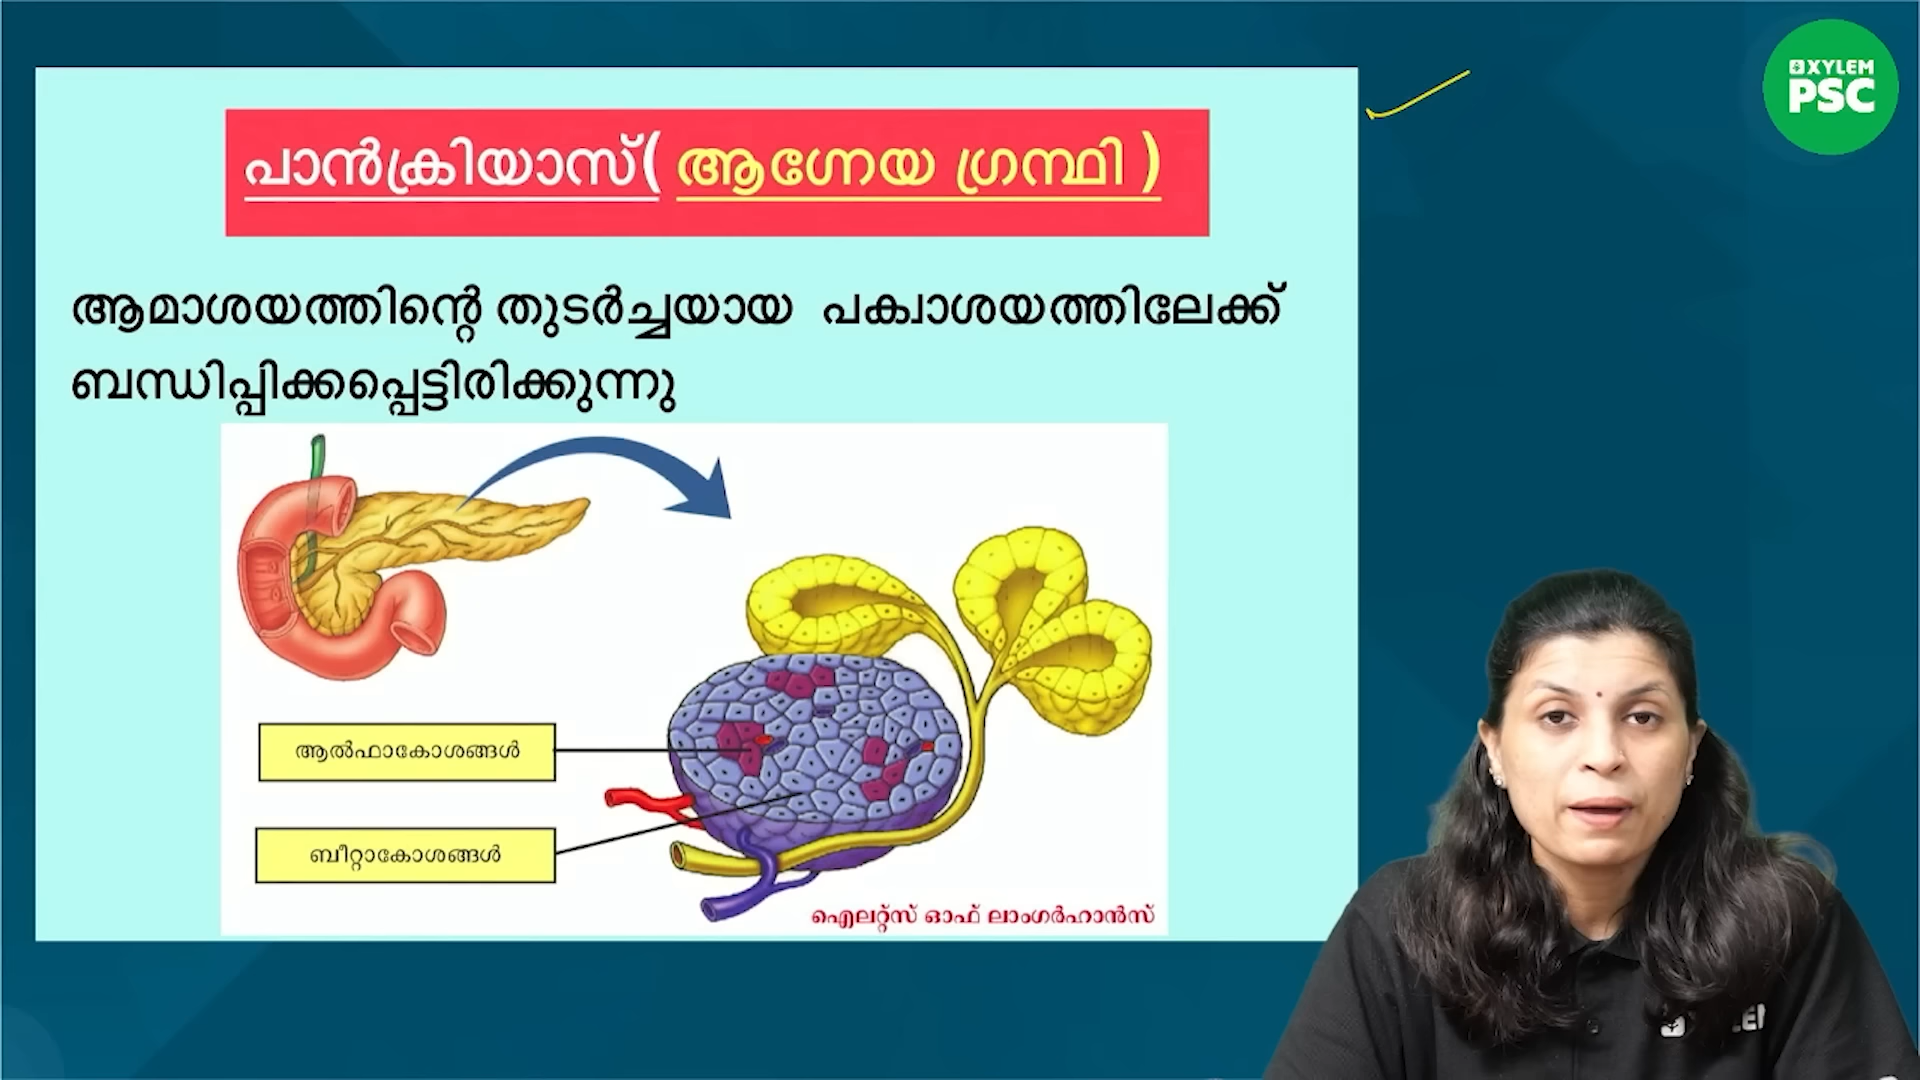 XYLEM
PSC
പാൻക്രിയാസ്( ആഗ്നേയ ഗ്രന്ഥി )
ആമാശയത്തിന്റെ തുടർച്ചയായ പക്വാശയത്തിലേക്ക്
ബന്ധിപ്പിക്കപ്പെട്ടിരിക്കുന്നു
ആൽഫാകോശങ്ങൾ
ബീറ്റാകോശങ്ങൾ
ഐലറ്റ്സ് ഓഫ് ലാംഗർഹാൻസ്